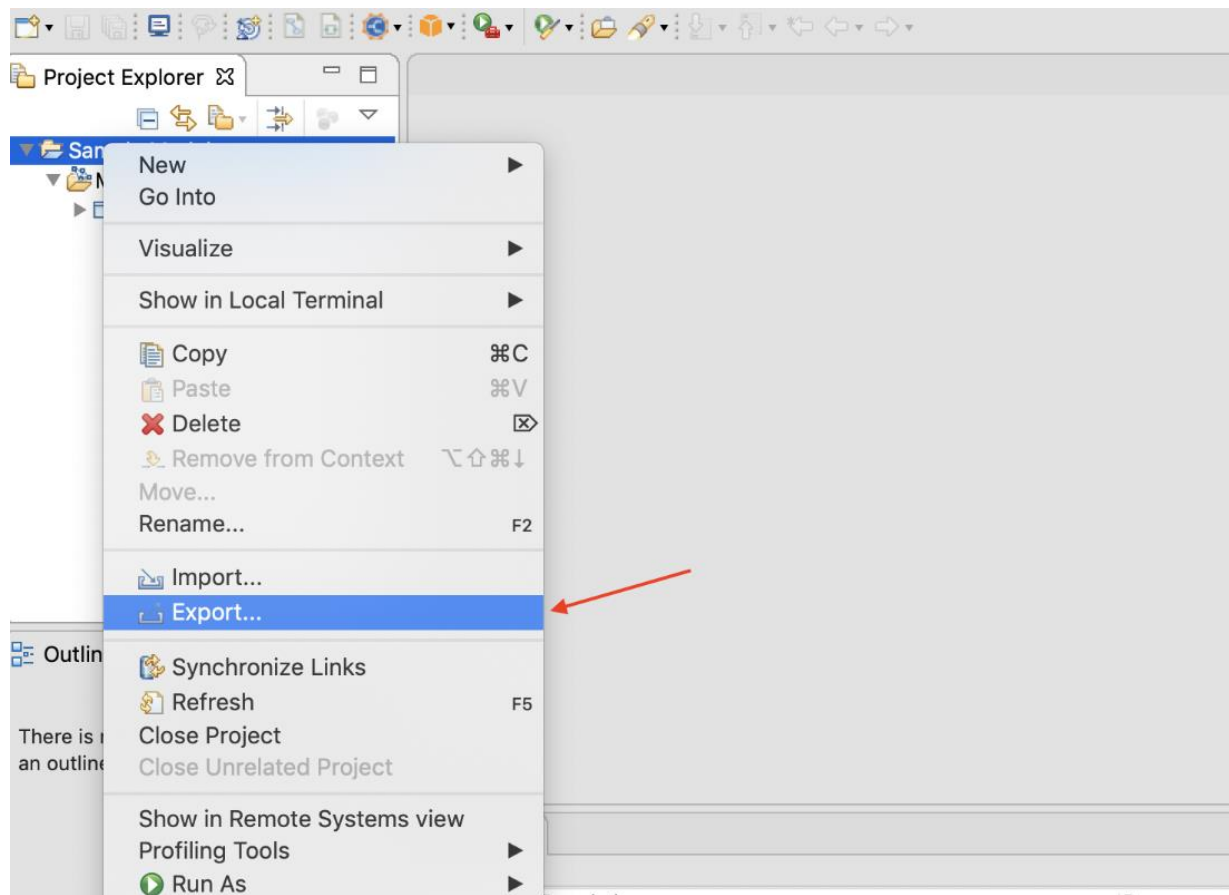 Project Explorer
San
New
Go Into
Visualize
Show in Local Terminal
Copy ⌘C
Paste ⌘V
Delete ⌦
Remove from Context ⌥⇧⌘↓
Move...
Rename... F2
Import...
Export...
Outlin
Synchronize Links
Refresh F5
There is
Close Project
an outline
Close Unrelated Project
Show in Remote Systems view
Profiling Tools
Run As